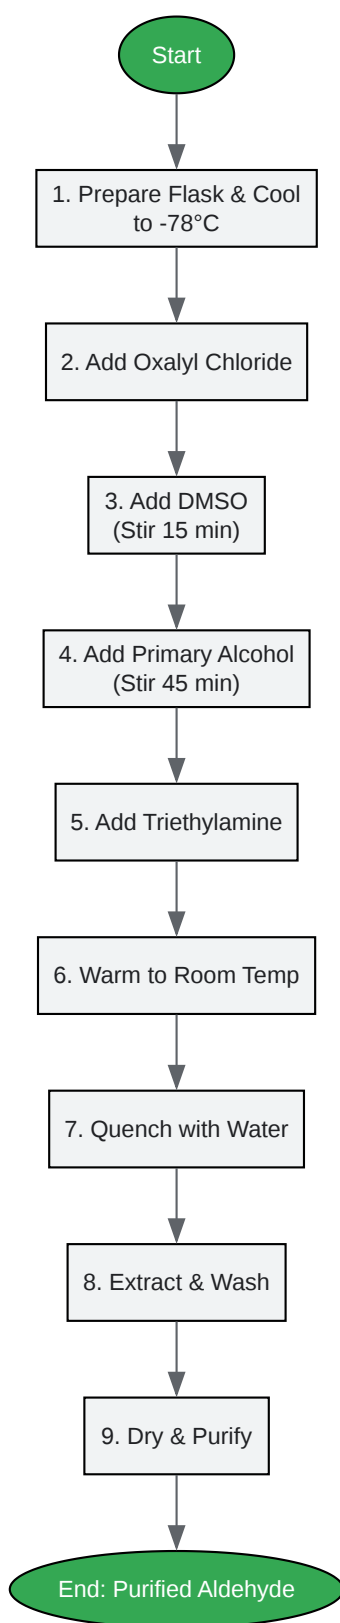 Start
1. Prepare Flask & Cool
to -78°C
2. Add Oxalyl Chloride
3. Add DMSO
(Stir 15 min)
4. Add Primary Alcohol
(Stir 45 min)
5. Add Triethylamine
6. Warm to Room Temp
7. Quench with Water
8. Extract & Wash
9. Dry & Purify
End: Purified Aldehyde